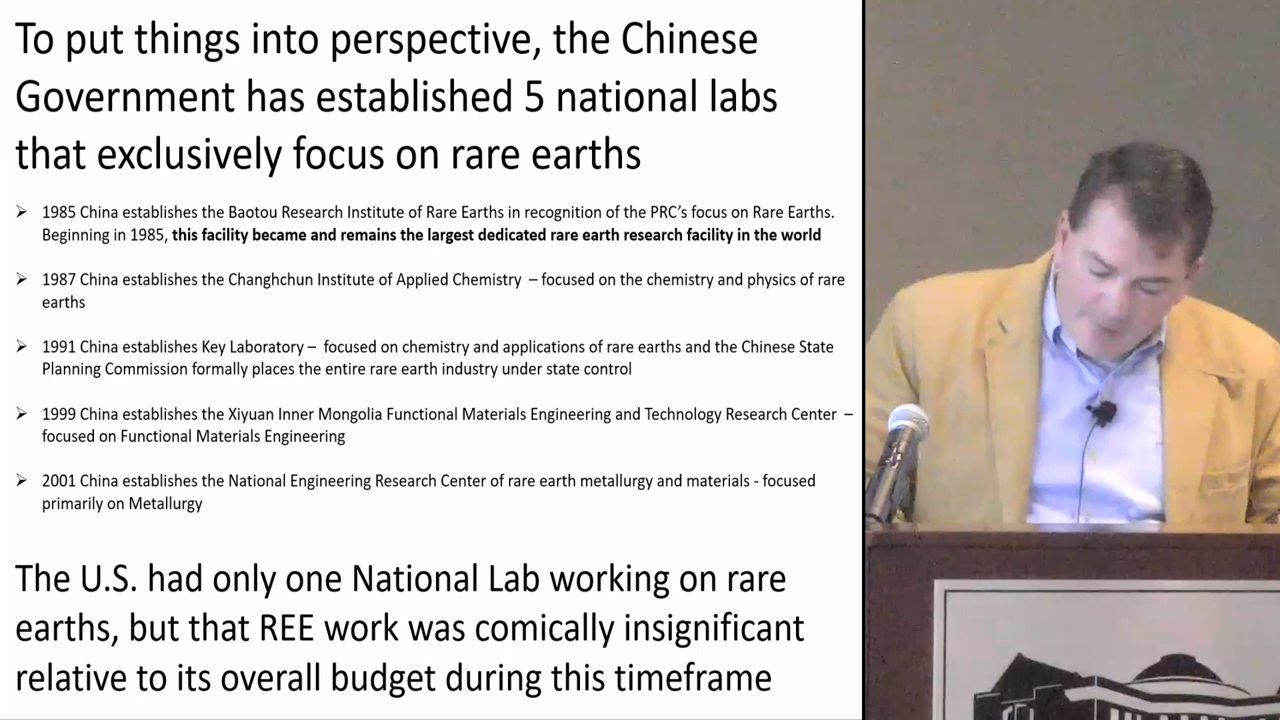 To put things into perspective, the Chinese
Government has established 5 national labs
that exclusively focus on rare earths
➢ 1985 China establishes the Baotou Research Institute of Rare Earths in recognition of the PRC’s focus on Rare Earths.
Beginning in 1985, this facility became and remains the largest dedicated rare earth research facility in the world
➢ 1987 China establishes the Changhchun Institute of Applied Chemistry – focused on the chemistry and physics of rare
earths
➢ 1991 China establishes Key Laboratory – focused on chemistry and applications of rare earths and the Chinese State
Planning Commission formally places the entire rare earth industry under state control
➢ 1999 China establishes the Xiyuan Inner Mongolia Functional Materials Engineering and Technology Research Center –
focused on Functional Materials Engineering
➢ 2001 China establishes the National Engineering Research Center of rare earth metallurgy and materials - focused
primarily on Metallurgy
The U.S. had only one National Lab working on rare
earths, but that REE work was comically insignificant
relative to its overall budget during this timeframe